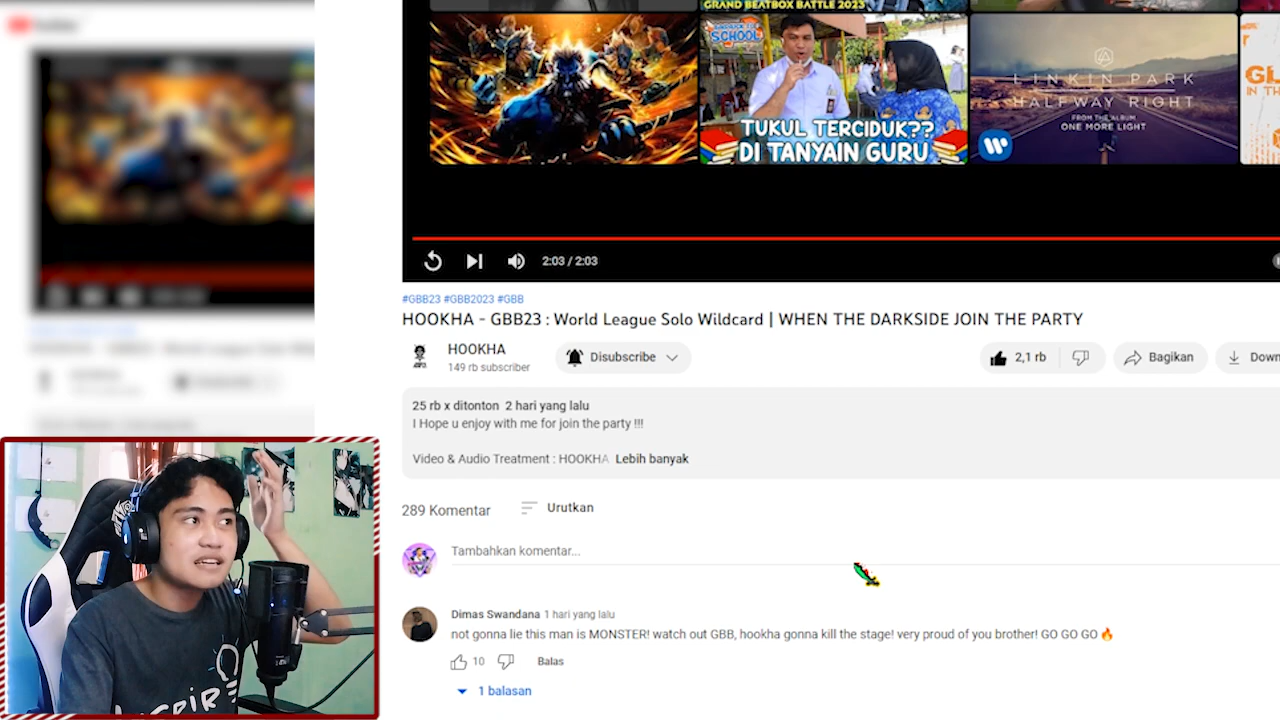 GRAND BEATBOX BATTLE 2023
BACK TO
SCHOOL
TUKUL TERCIDUK??
DI TANYAIN GURU
LINKIN PARK
HALFWAY RIGHT
FROM THE ALBUM
ONE MORE LIGHT
IN TH
2:03 / 2:03
#GBB23 #GBB2023 #GBB
HOOKHA - GBB23 : World League Solo Wildcard | WHEN THE DARKSIDE JOIN THE PARTY
HOOKHA
149 rb subscriber
Disubscribe
2,1 rb
Bagikan
Down
25 rb x ditonton 2 hari yang lalu
I Hope u enjoy with me for join the party !!!
Video & Audio Treatment : HOOKHA Lebih banyak
289 Komentar
Urutkan
Tambahkan komentar...
Dimas Swandana 1 hari yang lalu
not gonna lie this man is MONSTER! watch out GBB, hookha gonna kill the stage! very proud of you brother! GO GO GO 🔥
10
Balas
1 balasan